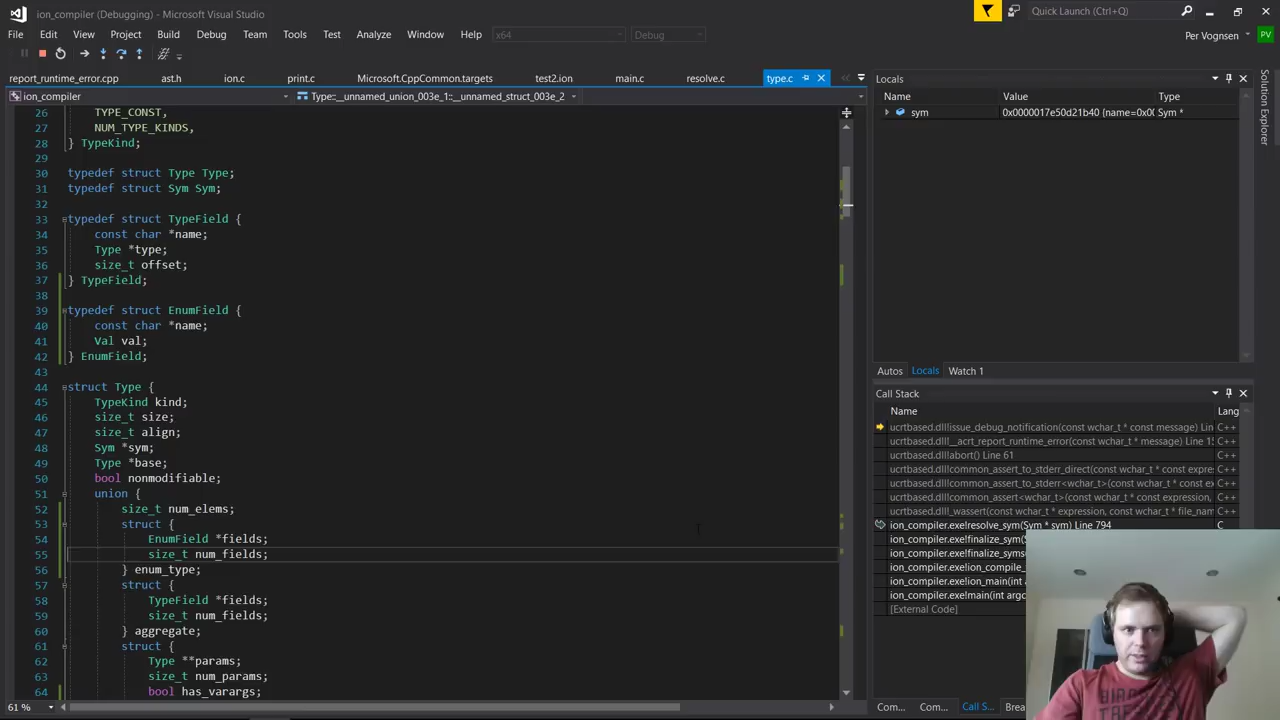 ion_compiler (Debugging) - Microsoft Visual Studio
Quick Launch (Ctrl+Q)
File Edit View Project Build Debug Team Tools Test Analyze Window Help x64 Debug
Per Vognsen PV
report_runtime_error.cpp ast.h ion.c print.c Microsoft.CppCommon.targets test2.ion main.c resolve.c type.c
ion_compiler Type::__unnamed_union_003e_1::__unnamed_struct_003e_2
26 TYPE_CONST,
27 NUM_TYPE_KINDS,
28 } TypeKind;
29
30 typedef struct Type Type;
31 typedef struct Sym Sym;
32
33 typedef struct TypeField {
34 const char *name;
35 Type *type;
36 size_t offset;
37 } TypeField;
38
39 typedef struct EnumField {
40 const char *name;
41 Val val;
42 } EnumField;
43
44 struct Type {
45 TypeKind kind;
46 size_t size;
47 size_t align;
48 Sym *sym;
49 Type *base;
50 bool nonmodifiable;
51 union {
52 size_t num_elems;
53 struct {
54 EnumField *fields;
55 size_t num_fields;
56 } enum_type;
57 struct {
58 TypeField *fields;
59 size_t num_fields;
60 } aggregate;
61 struct {
62 Type **params;
63 size_t num_params;
64 bool has_varargs;
61 %
Locals
Name Value Type
sym 0x0000017e50d21b40 {name=0x00 Sym *
Autos Locals Watch 1
Call Stack
Name Lang
ucrtbased.dll!issue_debug_notification(const wchar_t * const message) Lin C++
ucrtbased.dll!__acrt_report_runtime_error(const wchar_t * message) Line 15 C++
ucrtbased.dll!abort() Line 61 C++
ucrtbased.dll!common_assert_to_stderr_direct(const wchar_t * const expre C++
ucrtbased.dll!common_assert_to_stderr<wchar_t>(const wchar_t * const ex C++
ucrtbased.dll!common_assert<wchar_t>(const wchar_t * const expression, C++
ucrtbased.dll!_wassert(const wchar_t * expression, const wchar_t * file_nam C++
ion_compiler.exe!resolve_sym(Sym * sym) Line 794 C
ion_compiler.exe!finalize_sym(S
ion_compiler.exe!finalize_syms
ion_compiler.exe!ion_compile_
ion_compiler.exe!ion_main(int
ion_compiler.exe!main(int argc
[External Code]
Com... Com... Call S... Brea
Solution Explorer